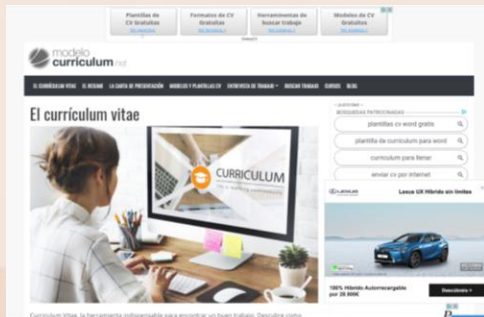 Plantillas de
CV Gratuitas
Formatos de CV
Gratuitas
Herramientas de
buscar trabajo
Modelos de CV
Gratuitos
modelo
curriculum.net
EL CURRÍCULUM VITAE EL RESUME LA CARTA DE PRESENTACIÓN MODELOS Y PLANTILLAS CV ENTREVISTA DE TRABAJO BUSCAR TRABAJO CURSOS BLOG
El currículum vitae
BÚSQUEDAS PATROCINADAS
plantillas cv word gratis
plantilla de curriculum para word
curriculum para llenar
enviar cv por internet
CURRICULUM
LEXUS
Lexus UX Híbrido sin límites
100% Híbrido Autorrecargable
por 28.900€
Descubre >
Curriculum Vitae, la herramienta indispensable para encontrar un buen trabajo. Descubre como